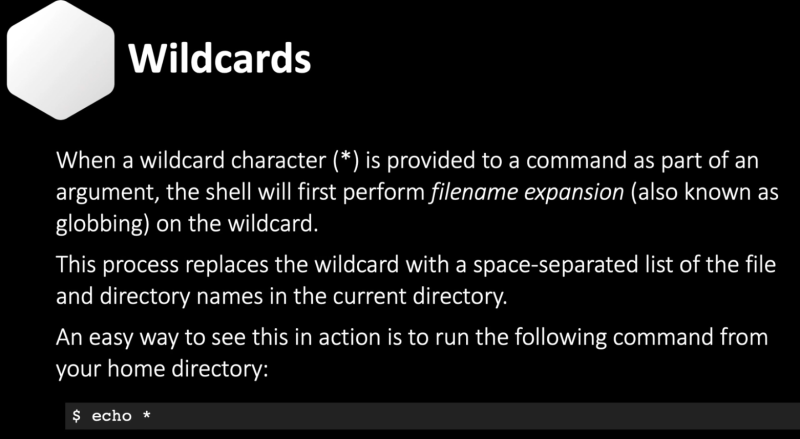 Wildcards
When a wildcard character (*) is provided to a command as part of an
argument, the shell will first perform filename expansion (also known as
globbing) on the wildcard.
This process replaces the wildcard with a space-separated list of the file
and directory names in the current directory.
An easy way to see this in action is to run the following command from
your home directory:
$ echo *